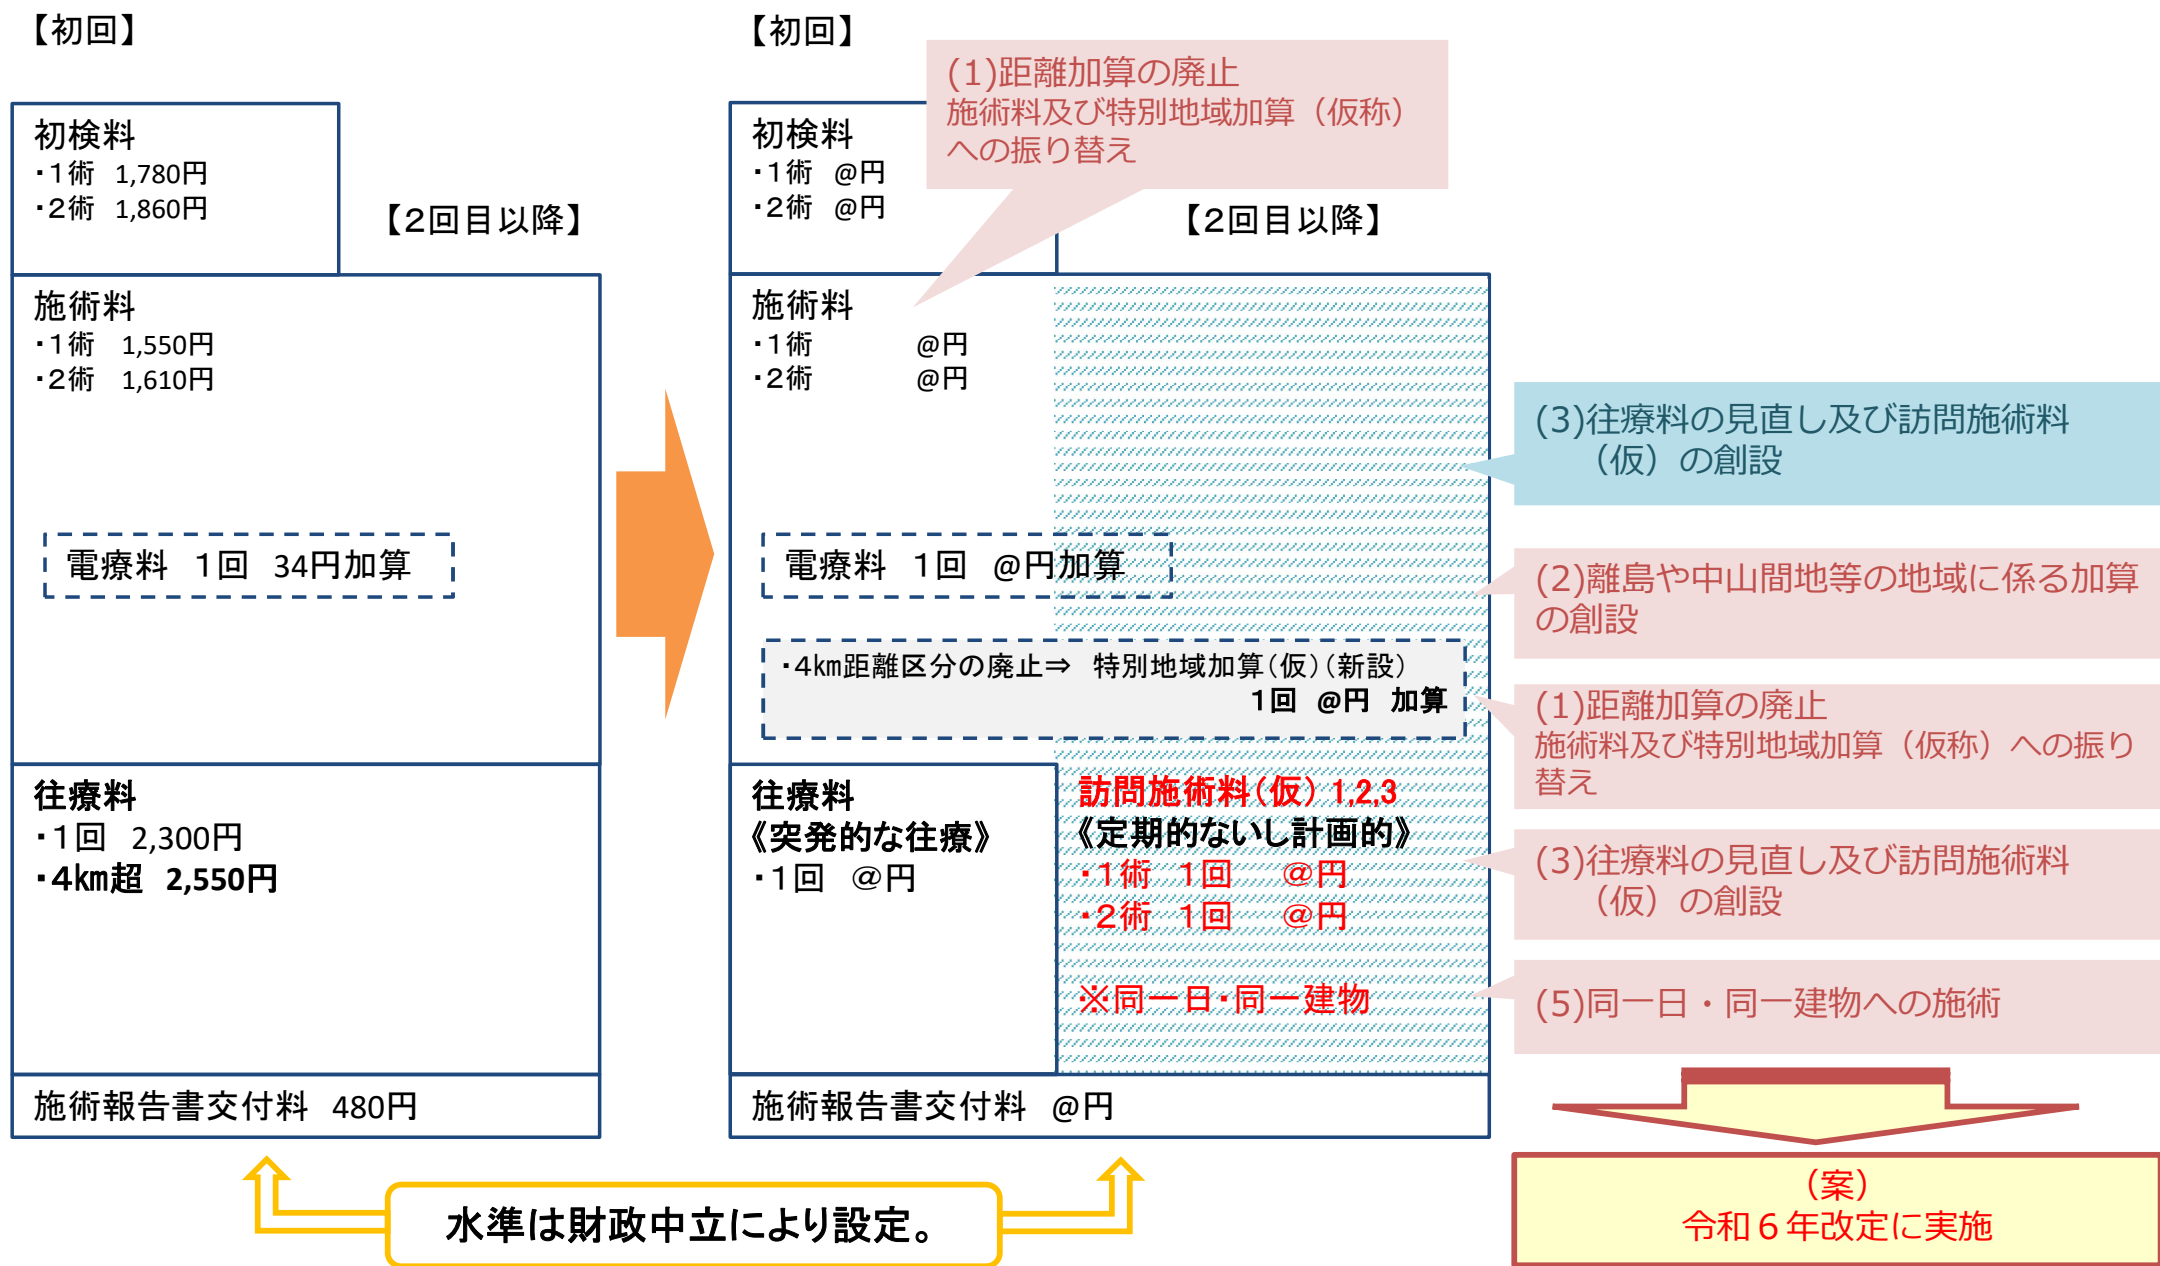 【初回】
初検料
・1術 1,780円
・2術 1,860円
【2回目以降】
施術料
・1術 1,550円
・2術 1,610円
電療料 1回 34円加算
往療料
・1回 2,300円
・4㎞超 2,550円
施術報告書交付料 480円
【初回】
(1)距離加算の廃止
施術料及び特別地域加算（仮称）
への振り替え
初検料
・1術 @円
・2術 @円
【2回目以降】
施術料
・1術 @円
・2術 @円
電療料 1回 @円加算
・4㎞距離区分の廃止⇒ 特別地域加算(仮)(新設)
1回 @円 加算
往療料
《突発的な往療》
・1回 @円
訪問施術料(仮) 1,2,3
《定期的ないし計画的》
・1術 1回 @円
・2術 1回 @円
※同一日・同一建物
施術報告書交付料 @円
(3)往療料の見直し及び訪問施術料
（仮）の創設
(2)離島や中山間地等の地域に係る加算
の創設
(1)距離加算の廃止
施術料及び特別地域加算（仮称）への振り
替え
(3)往療料の見直し及び訪問施術料
（仮）の創設
(5)同一日・同一建物への施術
（案）
令和６年改定に実施
水準は財政中立により設定。